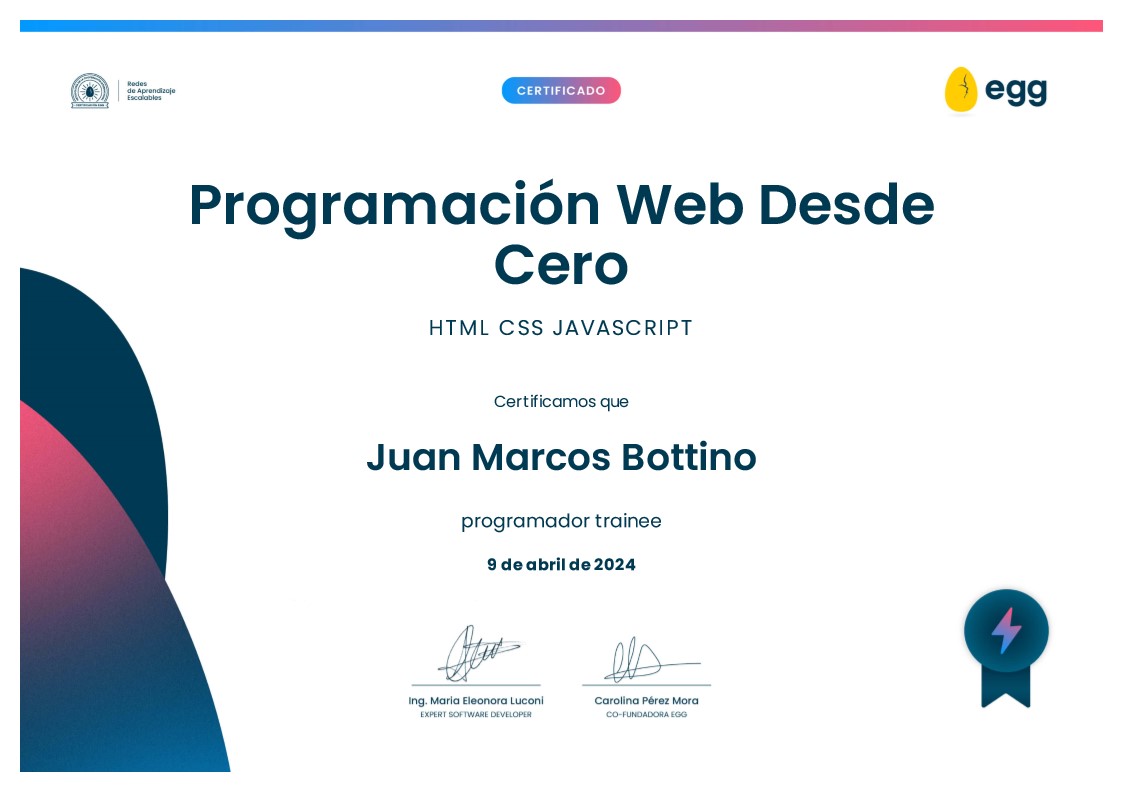 Redes
de Aprendizaje
Escalables
CERTIFICADO
egg
Programación Web Desde
Cero
HTML CSS JAVASCRIPT
Certificamos que
Juan Marcos Bottino
programador trainee
9 de abril de 2024
Ing. Maria Eleonora Luconi
EXPERT SOFTWARE DEVELOPER
Carolina Pérez Mora
CO-FUNDADORA EGG